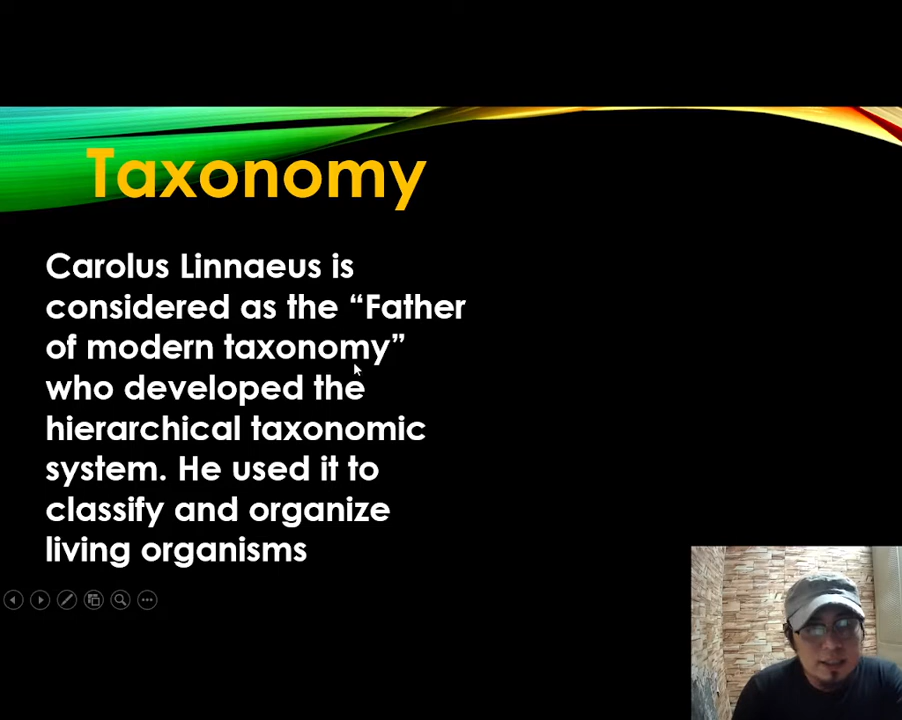 Taxonomy
Carolus Linnaeus is
considered as the “Father
of modern taxonomy”
who developed the
hierarchical taxonomic
system. He used it to
classify and organize
living organisms